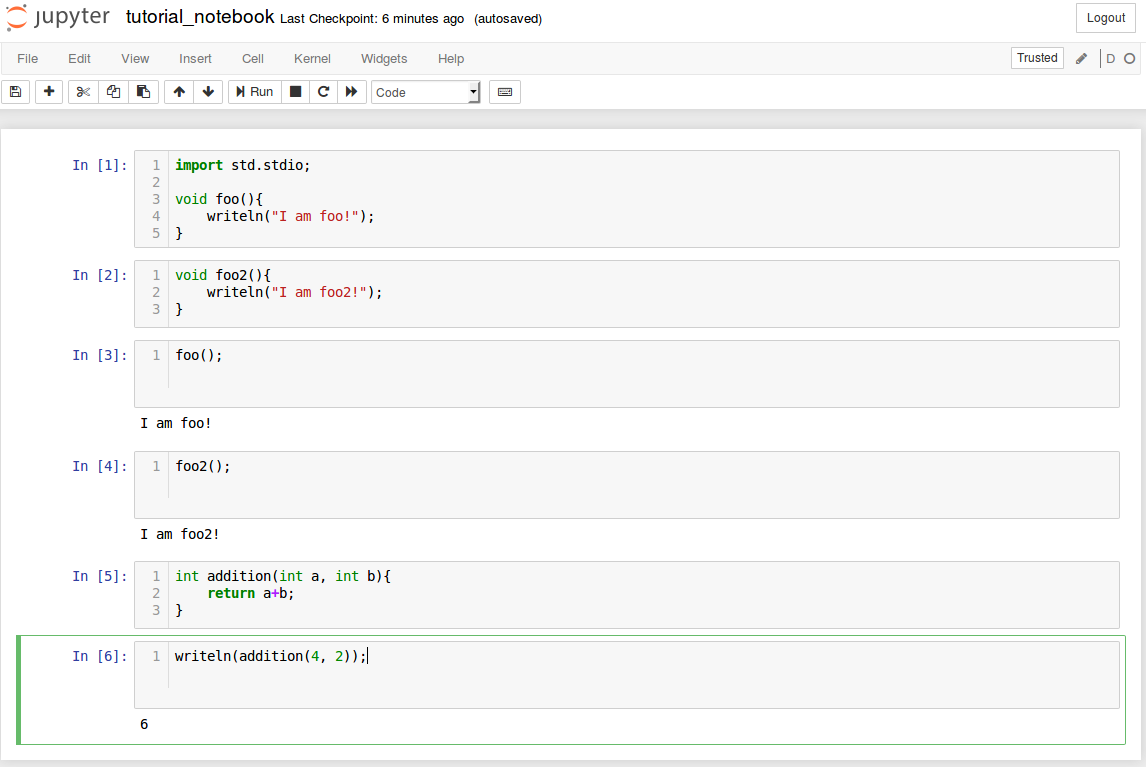 jupyter tutorial_notebook Last Checkpoint: 6 minutes ago (autosaved) Logout
File Edit View Insert Cell Kernel Widgets Help Trusted D
Run Code
In [1]: 1 import std.stdio;
2
3 void foo(){
4     writeln("I am foo!");
5 }
In [2]: 1 void foo2(){
2     writeln("I am foo2!");
3 }
In [3]: 1 foo();
I am foo!
In [4]: 1 foo2();
I am foo2!
In [5]: 1 int addition(int a, int b){
2     return a+b;
3 }
In [6]: 1 writeln(addition(4, 2));
6